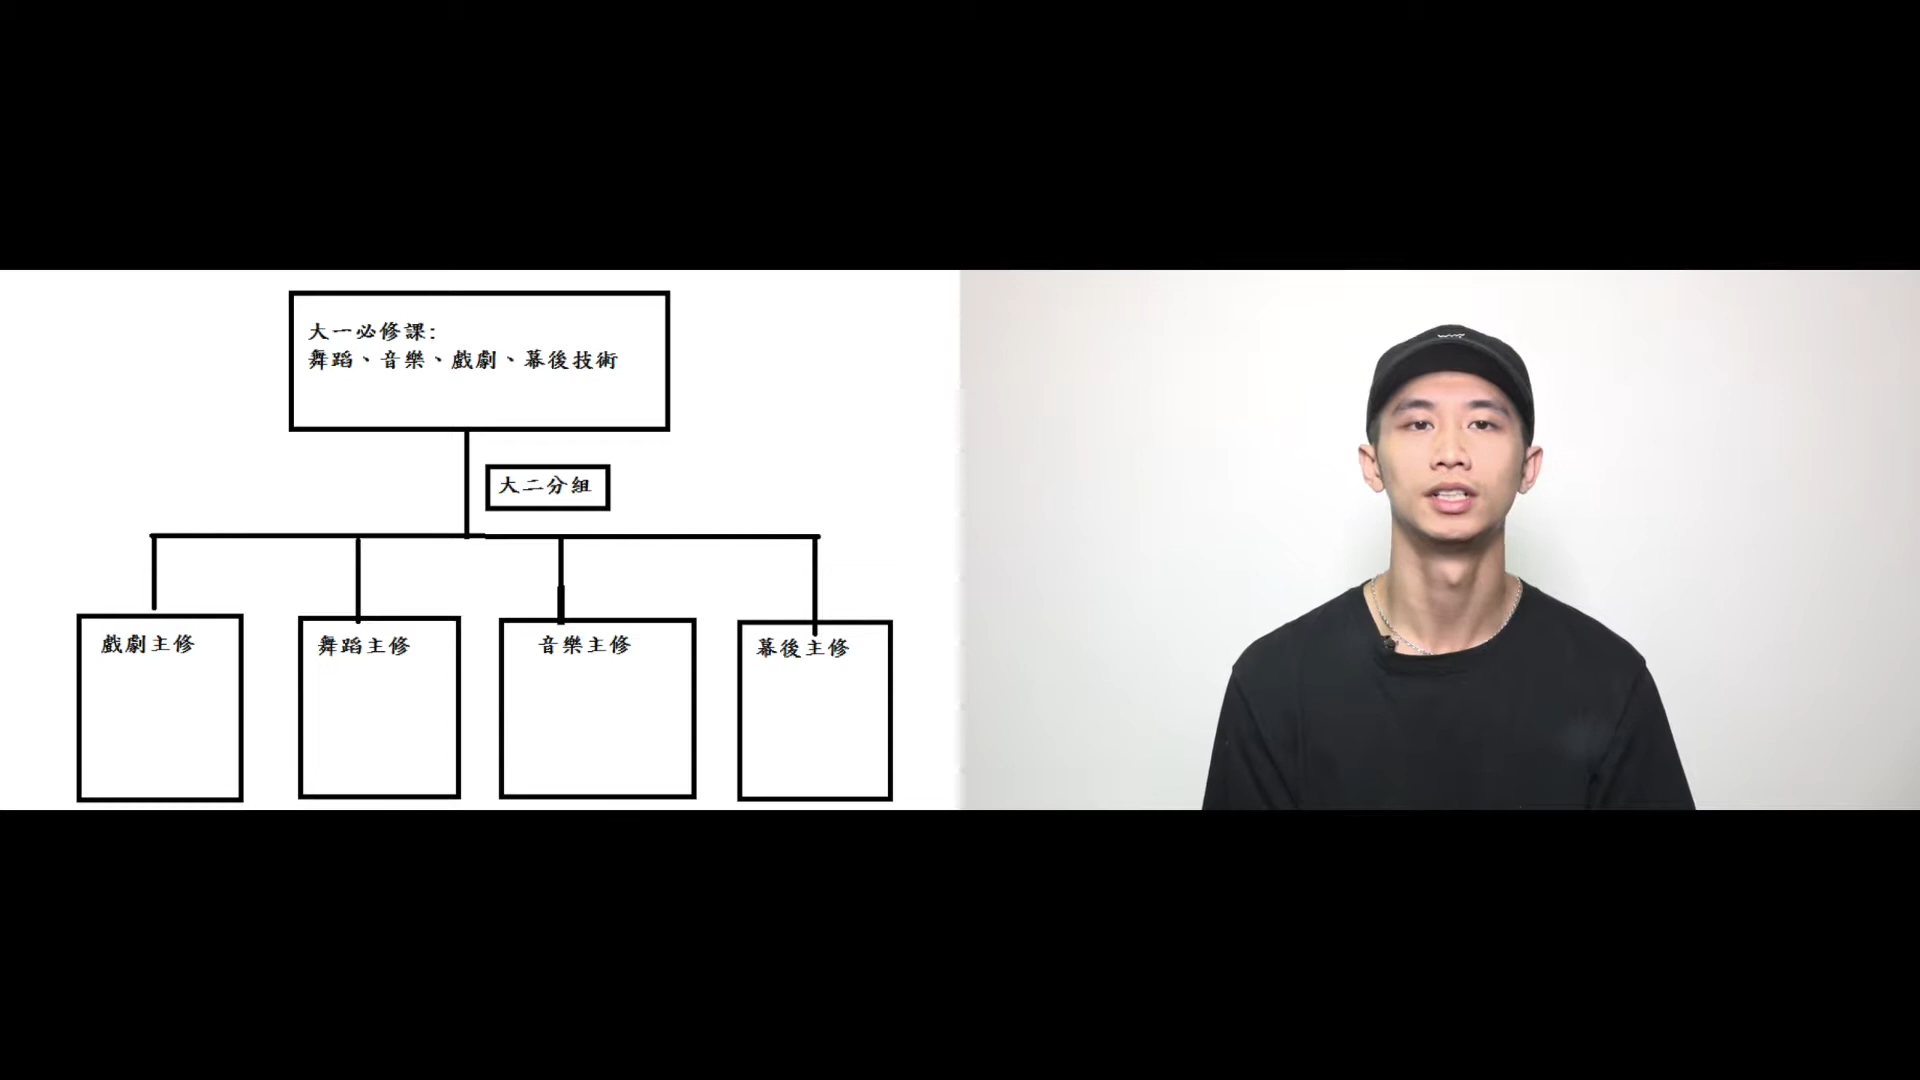 大一必修課:
舞蹈、音樂、戲劇、幕後技術
大二分組
戲劇主修
舞蹈主修
音樂主修
幕後主修